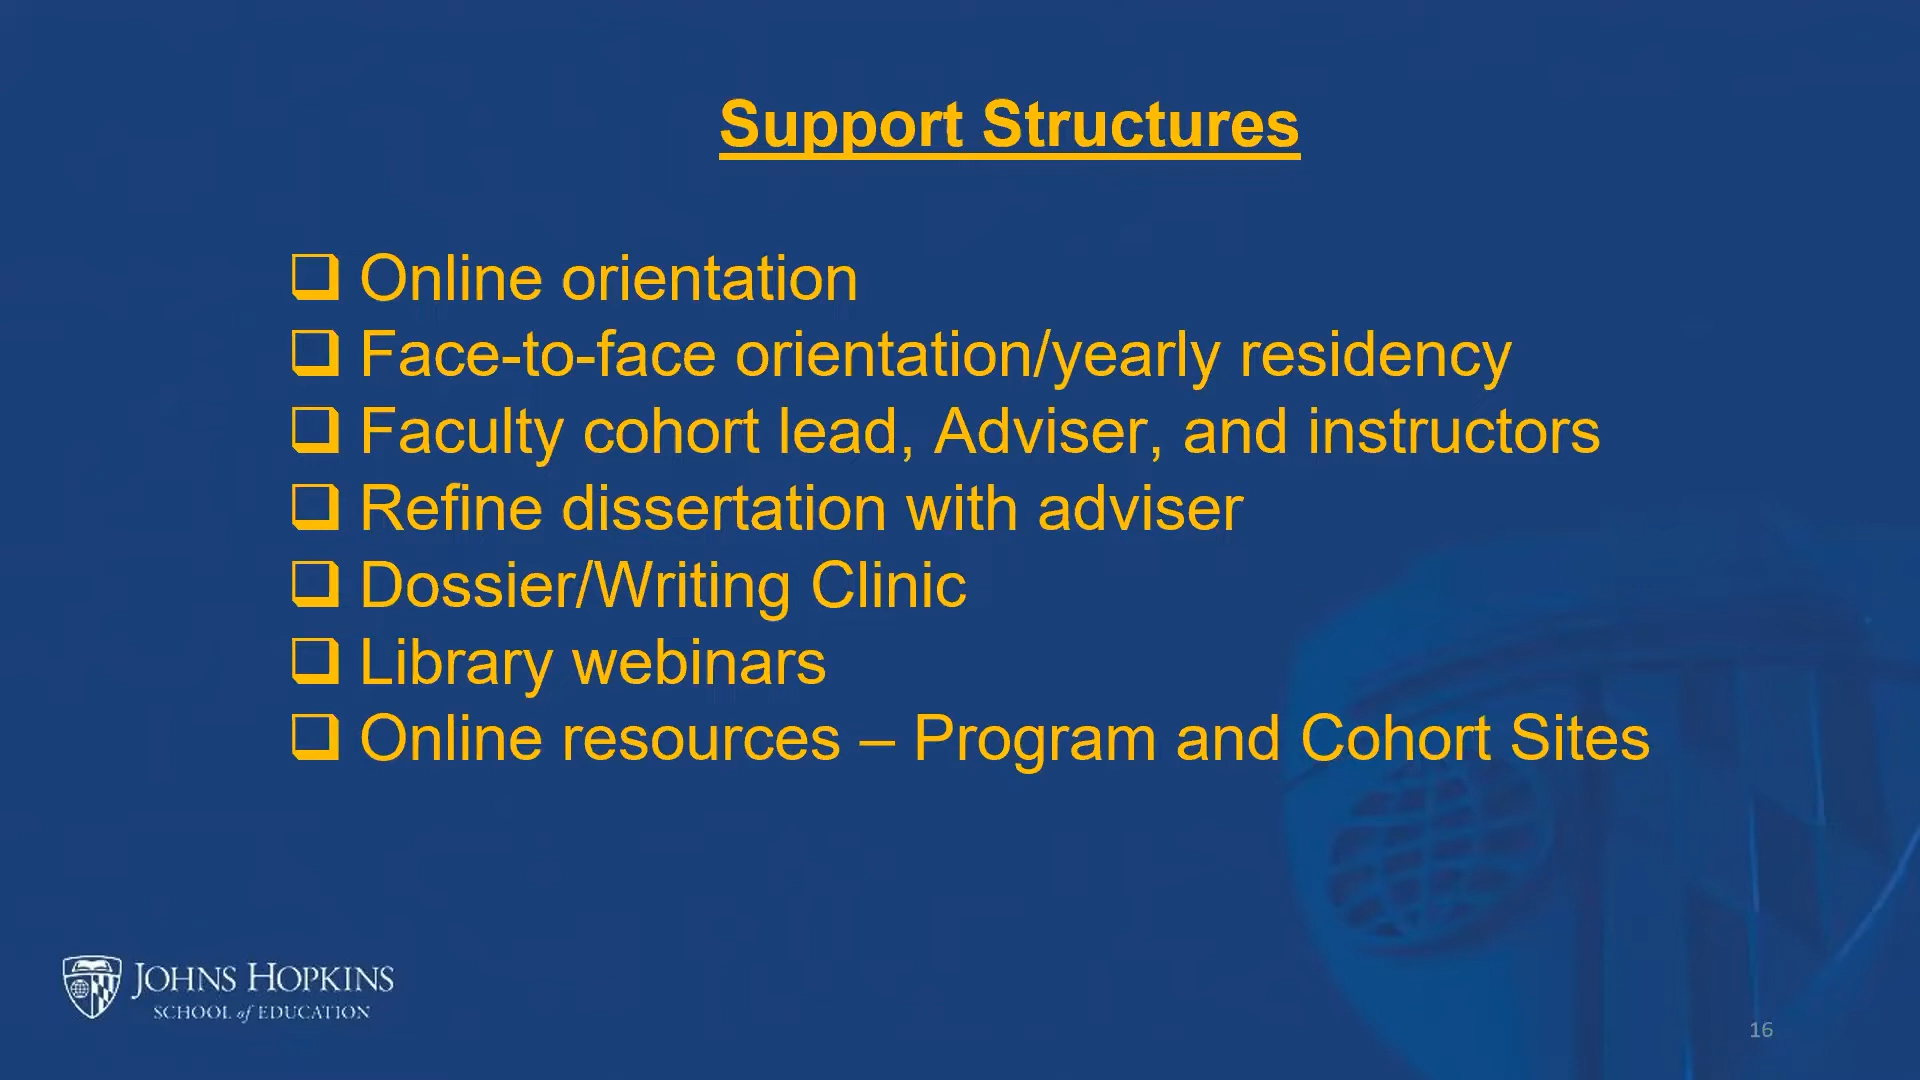 Support Structures
❑ Online orientation
❑ Face-to-face orientation/yearly residency
❑ Faculty cohort lead, Adviser, and instructors
❑ Refine dissertation with adviser
❑ Dossier/Writing Clinic
❑ Library webinars
❑ Online resources – Program and Cohort Sites
JOHNS HOPKINS
SCHOOL of EDUCATION
16